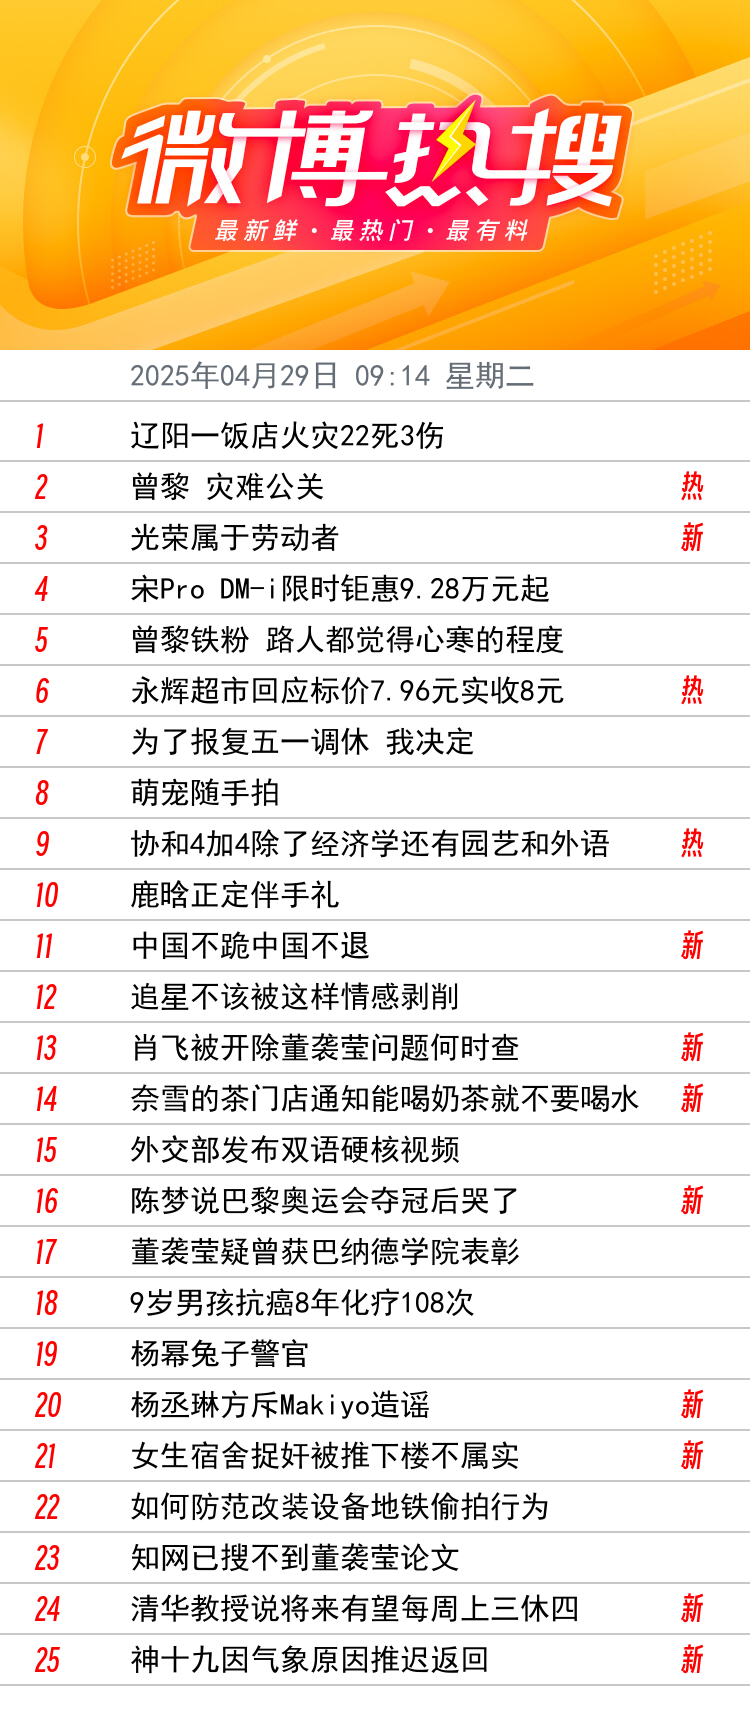 微博热搜
最新鲜·最热门·最有料
2025年04月29日 09:14 星期二
1 辽阳一饭店火灾22死3伤
2 曾黎 灾难公关 热
3 光荣属于劳动者 新
4 宋Pro DM-i限时钜惠9.28万元起
5 曾黎铁粉 路人都觉得心寒的程度
6 永辉超市回应标价7.96元实收8元 热
7 为了报复五一调休 我决定
8 萌宠随手拍
9 协和4加4除了经济学还有园艺和外语 热
10 鹿晗正定伴手礼
11 中国不跪中国不退 新
12 追星不该被这样情感剥削
13 肖飞被开除董袭莹问题何时查 新
14 奈雪的茶门店通知能喝奶茶就不要喝水 新
15 外交部发布双语硬核视频
16 陈梦说巴黎奥运会夺冠后哭了 新
17 董袭莹疑曾获巴纳德学院表彰
18 9岁男孩抗癌8年化疗108次
19 杨幂兔子警官
20 杨丞琳方斥Makiyo造谣 新
21 女生宿舍捉奸被推下楼不属实 新
22 如何防范改装设备地铁偷拍行为
23 知网已搜不到董袭莹论文
24 清华教授说将来有望每周上三休四 新
25 神十九因气象原因推迟返回 新